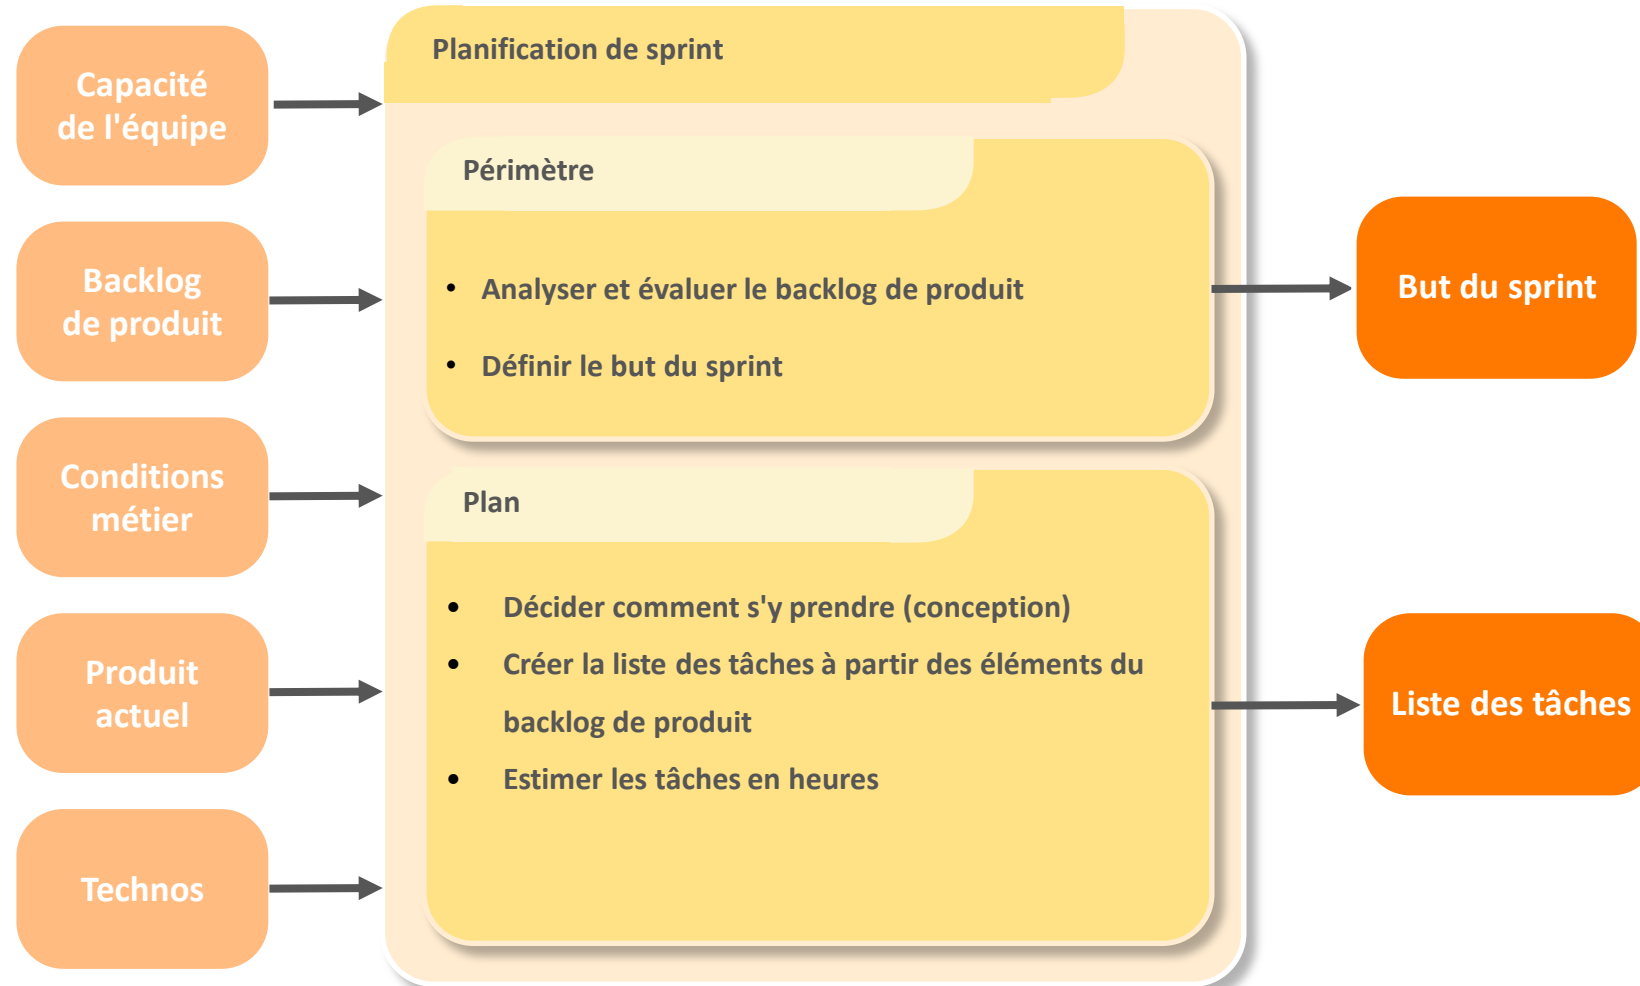 Capacité
de l'équipe
Backlog
de produit
Conditions
métier
Produit
actuel
Technos
Planification de sprint
Périmètre
• Analyser et évaluer le backlog de produit
• Définir le but du sprint
Plan
• Décider comment s'y prendre (conception)
• Créer la liste des tâches à partir des éléments du
backlog de produit
• Estimer les tâches en heures
But du sprint
Liste des tâches